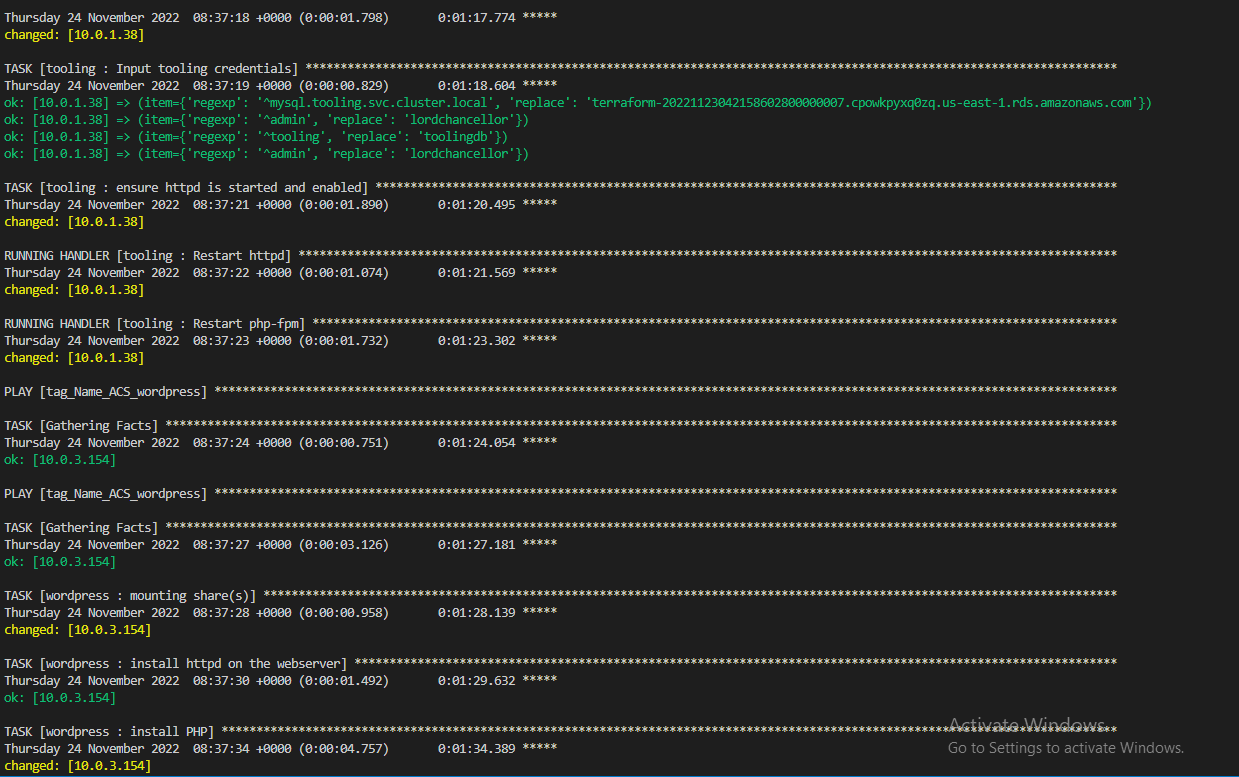 Thursday 24 November 2022  08:37:18 +0000 (0:00:01.798)       0:01:17.774 *****
changed: [10.0.1.38]
TASK [tooling : Input tooling credentials] ********************************************************************************************************************
Thursday 24 November 2022  08:37:19 +0000 (0:00:00.829)       0:01:18.604 *****
ok: [10.0.1.38] => (item={'regexp': '^mysql.tooling.svc.cluster.local', 'replace': 'terraform-20221123042158602800000007.cpowkpyxq0zq.us-east-1.rds.amazonaws.com'})
ok: [10.0.1.38] => (item={'regexp': '^admin', 'replace': 'lordchancellor'})
ok: [10.0.1.38] => (item={'regexp': '^tooling', 'replace': 'toolingdb'})
ok: [10.0.1.38] => (item={'regexp': '^admin', 'replace': 'lordchancellor'})
TASK [tooling : ensure httpd is started and enabled] **********************************************************************************************************
Thursday 24 November 2022  08:37:21 +0000 (0:00:01.890)       0:01:20.495 *****
changed: [10.0.1.38]
RUNNING HANDLER [tooling : Restart httpd] *********************************************************************************************************************
Thursday 24 November 2022  08:37:22 +0000 (0:00:01.074)       0:01:21.569 *****
changed: [10.0.1.38]
RUNNING HANDLER [tooling : Restart php-fpm] *******************************************************************************************************************
Thursday 24 November 2022  08:37:23 +0000 (0:00:01.732)       0:01:23.302 *****
changed: [10.0.1.38]
PLAY [tag_Name_ACS_wordpress] *********************************************************************************************************************************
TASK [Gathering Facts] ****************************************************************************************************************************************
Thursday 24 November 2022  08:37:24 +0000 (0:00:00.751)       0:01:24.054 *****
ok: [10.0.3.154]
PLAY [tag_Name_ACS_wordpress] *********************************************************************************************************************************
TASK [Gathering Facts] ****************************************************************************************************************************************
Thursday 24 November 2022  08:37:27 +0000 (0:00:03.126)       0:01:27.181 *****
ok: [10.0.3.154]
TASK [wordpress : mounting share(s)] **************************************************************************************************************************
Thursday 24 November 2022  08:37:28 +0000 (0:00:00.958)       0:01:28.139 *****
changed: [10.0.3.154]
TASK [wordpress : install httpd on the webserver] *************************************************************************************************************
Thursday 24 November 2022  08:37:30 +0000 (0:00:01.492)       0:01:29.632 *****
ok: [10.0.3.154]
TASK [wordpress : install PHP] ********************************************************************************************************************************
Thursday 24 November 2022  08:37:34 +0000 (0:00:04.757)       0:01:34.389 *****
changed: [10.0.3.154]
Activate Windows
Go to Settings to activate Windows.